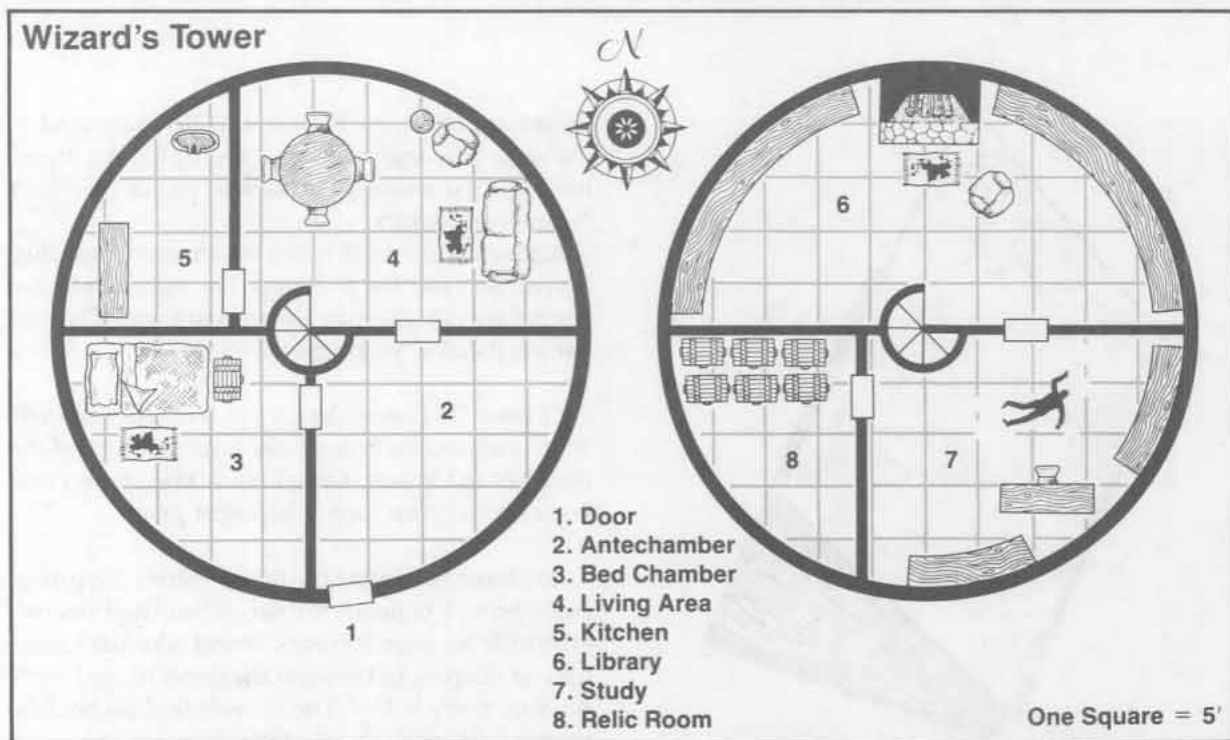 Wizard's Tower
N
6
5
4
2
3
8
7
1
1. Door
2. Antechamber
3. Bed Chamber
4. Living Area
5. Kitchen
6. Library
7. Study
8. Relic Room
One Square = 5'